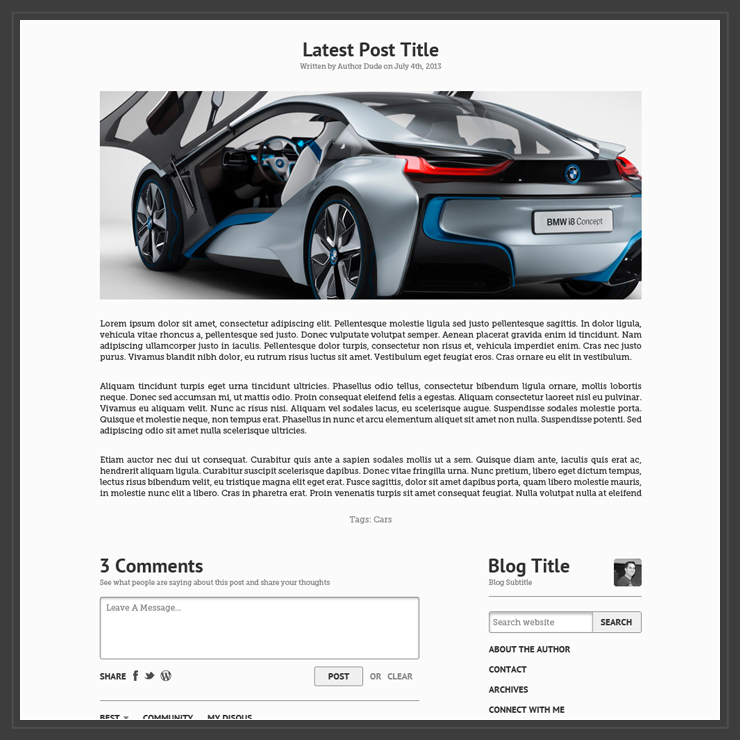 Latest Post Title
Written by Author Dude on July 4th, 2013
BMW i8 Concept
Lorem ipsum dolor sit amet, consectetur adipiscing elit. Pellentesque molestie ligula sed justo pellentesque sagittis. In dolor ligula,
vehicula vitae rhoncus a, pellentesque sed justo. Donec vulputate volutpat semper. Aenean placerat gravida enim id tincidunt. Nam
adipiscing ullamcorper justo in iaculis. Pellentesque dolor turpis, consectetur non risus et, vehicula imperdiet enim. Cras nec justo
purus. Vivamus blandit nibh dolor, eu rutrum risus luctus sit amet. Vestibulum eget feugiat eros. Cras ornare eu elit in vestibulum.
Aliquam tincidunt turpis eget urna tincidunt ultricies. Phasellus odio tellus, consectetur bibendum ligula ornare, mollis lobortis
neque. Donec sed accumsan mi, ut mattis odio. Proin consequat eleifend felis a egestas. Aliquam consectetur laoreet nisl eu pulvinar.
Vivamus eu aliquam velit. Nunc ac risus nisi. Aliquam vel sodales lacus, eu scelerisque augue. Suspendisse sodales molestie porta.
Quisque et molestie neque, non tempus erat. Phasellus in nunc et arcu elementum aliquet sit amet non nulla. Suspendisse potenti. Sed
adipiscing odio sit amet nulla scelerisque ultricies.
Etiam auctor nec dui ut consequat. Curabitur quis ante a sapien sodales mollis ut a sem. Quisque diam ante, iaculis quis erat ac,
hendrerit aliquam ligula. Curabitur suscipit scelerisque dapibus. Donec vitae fringilla urna. Nunc pretium, libero eget dictum tempus,
lectus risus bibendum velit, eu tristique magna elit eget erat. Fusce sagittis, dolor sit amet dapibus porta, quam libero molestie mauris,
in molestie nunc elit a libero. Cras in pharetra erat. Proin venenatis turpis sit amet consequat feugiat. Nulla volutpat nulla at eleifend
Tags: Cars
3 Comments
See what people are saying about this post and share your thoughts
Leave A Message...
SHARE
POST OR CLEAR
BEST COMMUNITY MY DISQUS
Blog Title
Blog Subtitle
Search website SEARCH
ABOUT THE AUTHOR
CONTACT
ARCHIVES
CONNECT WITH ME